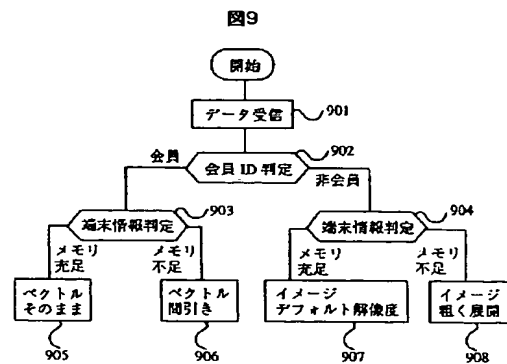 図9
開始
データ受信
901
会員ID判定
902
会員
非会員
端末情報判定
903
端末情報判定
904
メモリ
充足
メモリ
不足
メモリ
充足
メモリ
不足
ベクトル
そのまま
ベクトル
間引き
イメージ
デフォルト解像度
イメージ
粗く展開
905
906
907
908